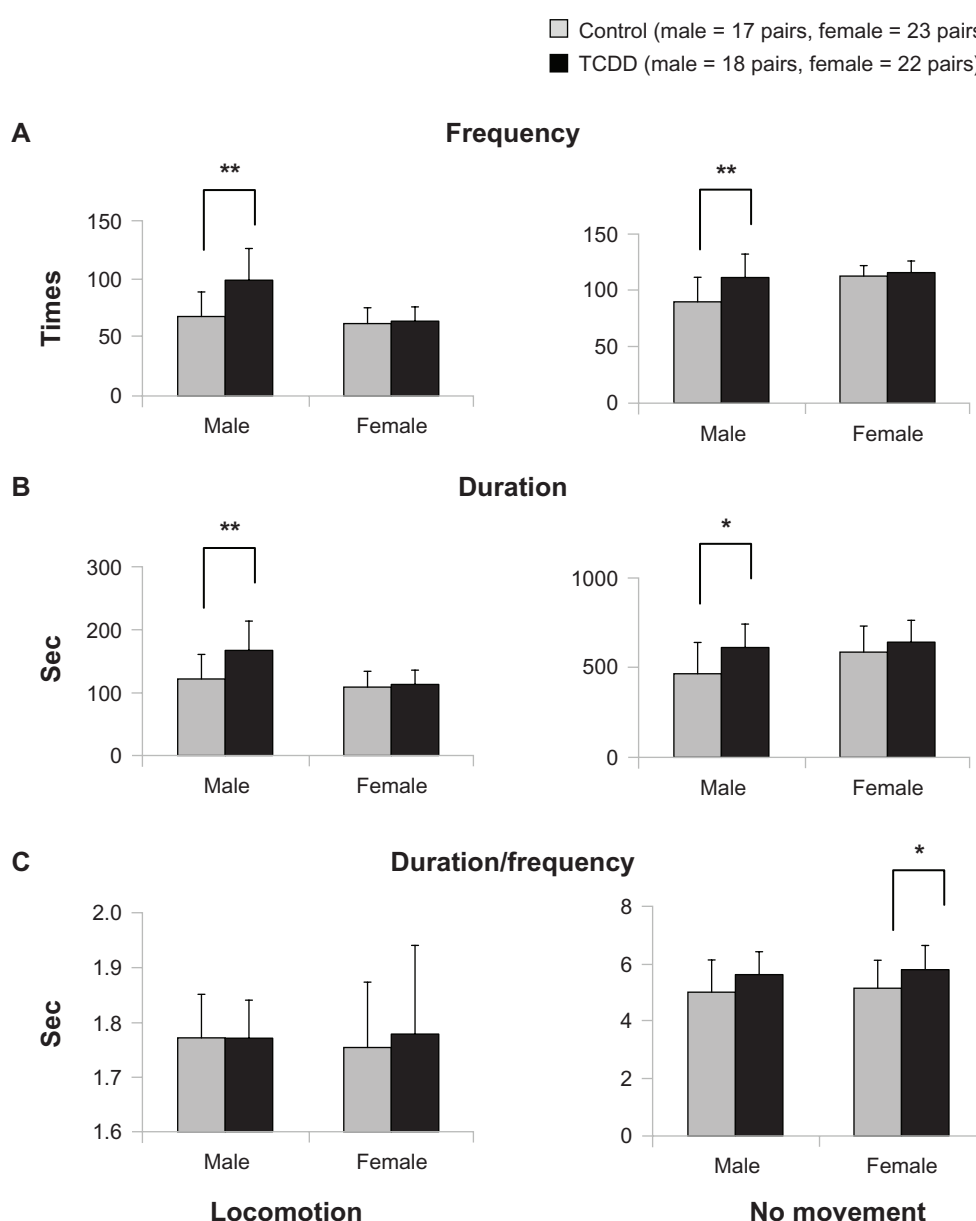 Control (male = 17 pairs, female = 23 pairs
TCDD (male = 18 pairs, female = 22 pairs)
A
Frequency
**
**
150
100
50
0
Times
Male
Female
150
100
50
0
Male
Female
B
Duration
**
*
300
200
100
0
Sec
Male
Female
1000
500
0
Male
Female
C
Duration/frequency
*
2.0
1.9
1.8
1.7
1.6
Sec
Male
Female
8
6
4
2
0
Male
Female
Locomotion
No movement